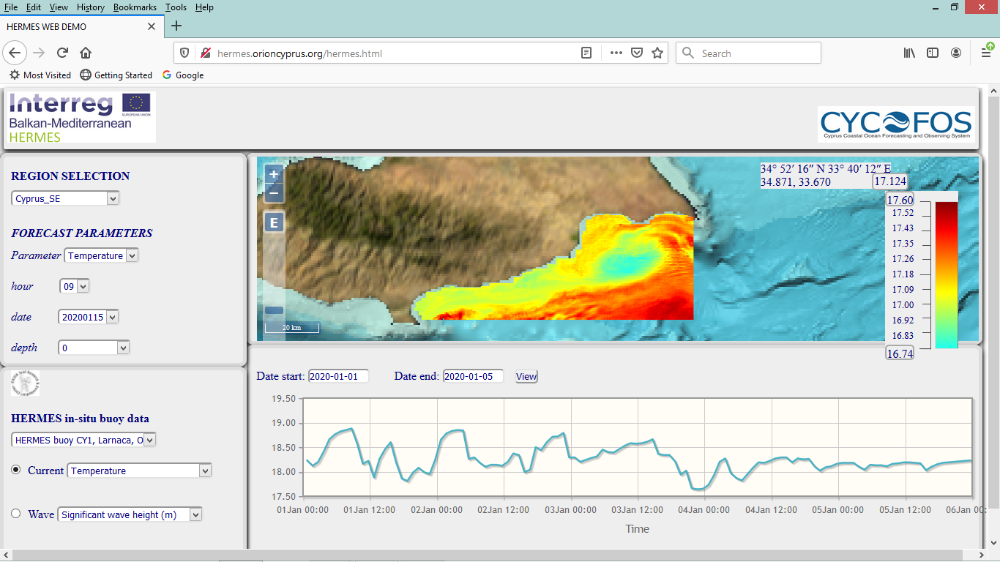 File Edit View History Bookmarks Tools Help
HERMES WEB DEMO
hermes.orioncyprus.org/hermes.html
Search
Most Visited Getting Started Google
Interreg
EUROPEAN UNION
Balkan-Mediterranean
HERMES
CYCOFOS
Cyprus Coastal Ocean Forecasting and Observing System
REGION SELECTION
Cyprus_SE
FORECAST PARAMETERS
Parameter Temperature
hour 09
date 20200115
depth 0
+
−
E
20 km
34° 52′ 16″ N 33° 40′ 12″ E
34.871, 33.670
17.124
17.60
17.52
17.43
17.35
17.26
17.18
17.09
17.00
16.92
16.83
16.74
HERMES in-situ buoy data
HERMES buoy CY1, Larnaca, O
Current Temperature
Wave Significant wave height (m)
Date start: 2020-01-01 Date end: 2020-01-05 View
19.50
19.00
18.50
18.00
17.50
01Jan 00:00 01Jan 12:00 02Jan 00:00 02Jan 12:00 03Jan 00:00 03Jan 12:00 04Jan 00:00 04Jan 12:00 05Jan 00:00 05Jan 12:00 06Jan 00:
Time